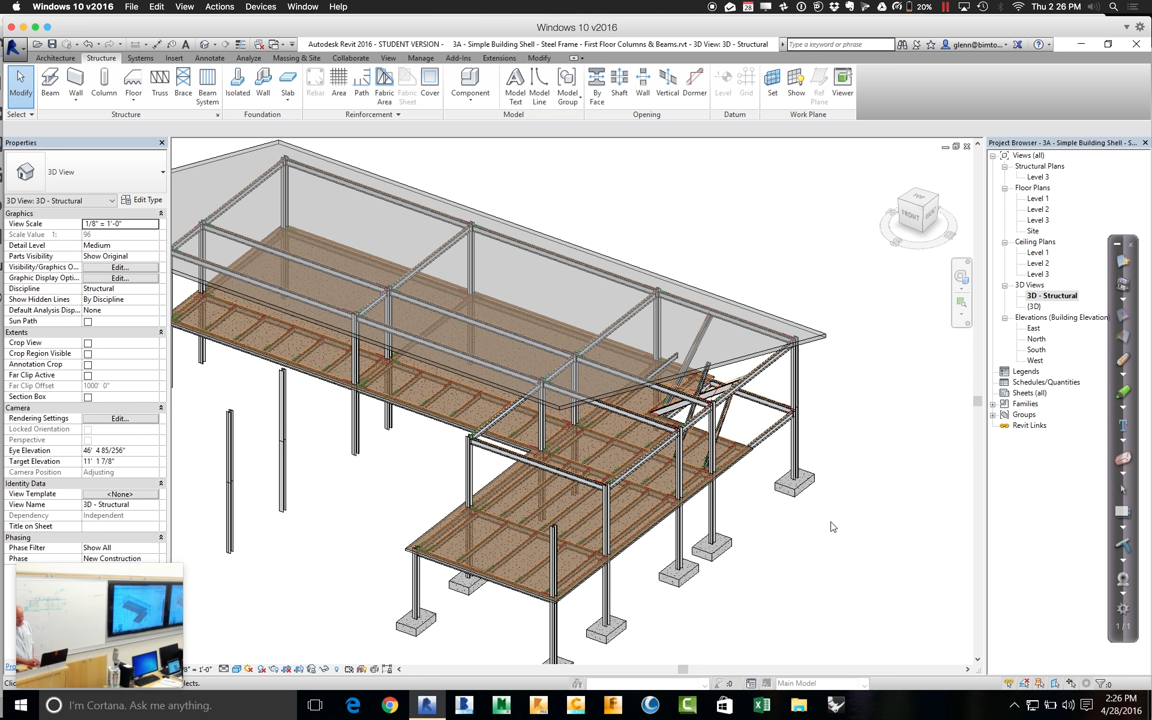 Windows 10 v2016 File Edit View Actions Devices Window Help 20% Thu 2:26 PM
Windows 10 v2016
Autodesk Revit 2016 - STUDENT VERSION - 3A - Simple Building Shell - Steel Frame - First Floor Columns & Beams.rvt - 3D View: 3D - Structural
Type a keyword or phrase
glenn@bimto...
Architecture Structure Systems Insert Annotate Analyze Massing & Site Collaborate View Manage Add-Ins Extensions Modify
Modify Beam Wall Column Floor Truss Brace Beam System Isolated Wall Slab Rebar Area Path Fabric Area Fabric Sheet Cover Component Model Text Model Line Model Group By Face Shaft Wall Vertical Dormer Level Grid Set Show Ref Plane Viewer
Select Structure Foundation Reinforcement Model Opening Datum Work Plane
Properties
3D View
3D View: 3D - Structural Edit Type
Graphics
View Scale 1/8" = 1'-0"
Scale Value 1: 96
Detail Level Medium
Parts Visibility Show Original
Visibility/Graphics O... Edit...
Graphic Display Opti... Edit...
Discipline Structural
Show Hidden Lines By Discipline
Default Analysis Disp... None
Sun Path
Extents
Crop View
Crop Region Visible
Annotation Crop
Far Clip Active
Far Clip Offset 1000' 0"
Section Box
Camera
Rendering Settings Edit...
Locked Orientation
Perspective
Eye Elevation 46' 4 85/256"
Target Elevation 11' 1 7/8"
Camera Position Adjusting
Identity Data
View Template <None>
View Name 3D - Structural
Dependency Independent
Title on Sheet
Phasing
Phase Filter Show All
Phase New Construction
FRONT
Project Browser - 3A - Simple Building Shell - S...
Views (all)
Structural Plans
Level 3
Floor Plans
Level 1
Level 2
Level 3
Site
Ceiling Plans
Level 1
Level 2
Level 3
3D Views
3D - Structural
{3D}
Elevations (Building Elevation
East
North
South
West
Legends
Schedules/Quantities
Sheets (all)
Families
Groups
Revit Links
1/1
" = 1'-0"
:0 Main Model :0
I'm Cortana. Ask me anything.
2:26 PM
4/28/2016